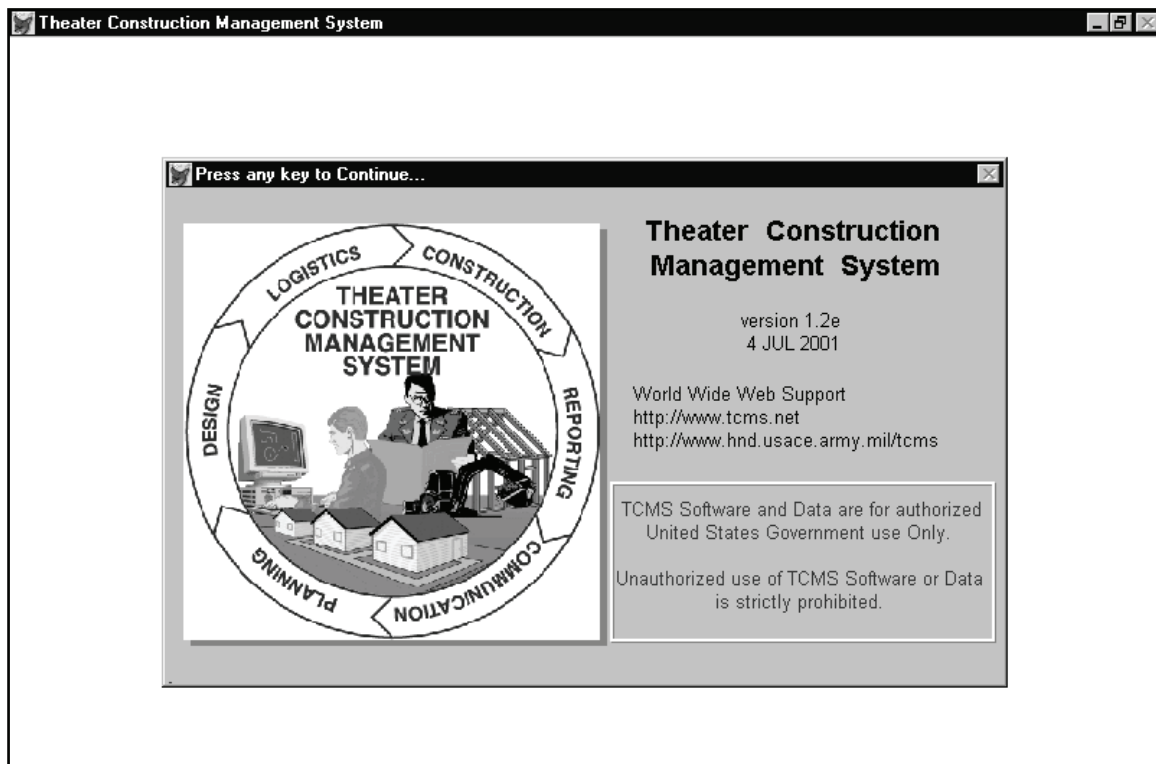 Theater Construction Management System
Press any key to Continue...
LOGISTICS
CONSTRUCTION
REPORTING
COMMUNICATION
PLANNING
DESIGN
THEATER
CONSTRUCTION
MANAGEMENT
SYSTEM
Theater Construction
Management System
version 1.2e
4 JUL 2001
World Wide Web Support
http://www.tcms.net
http://www.hnd.usace.army.mil/tcms
TCMS Software and Data are for authorized
United States Government use Only.
Unauthorized use of TCMS Software or Data
is strictly prohibited.